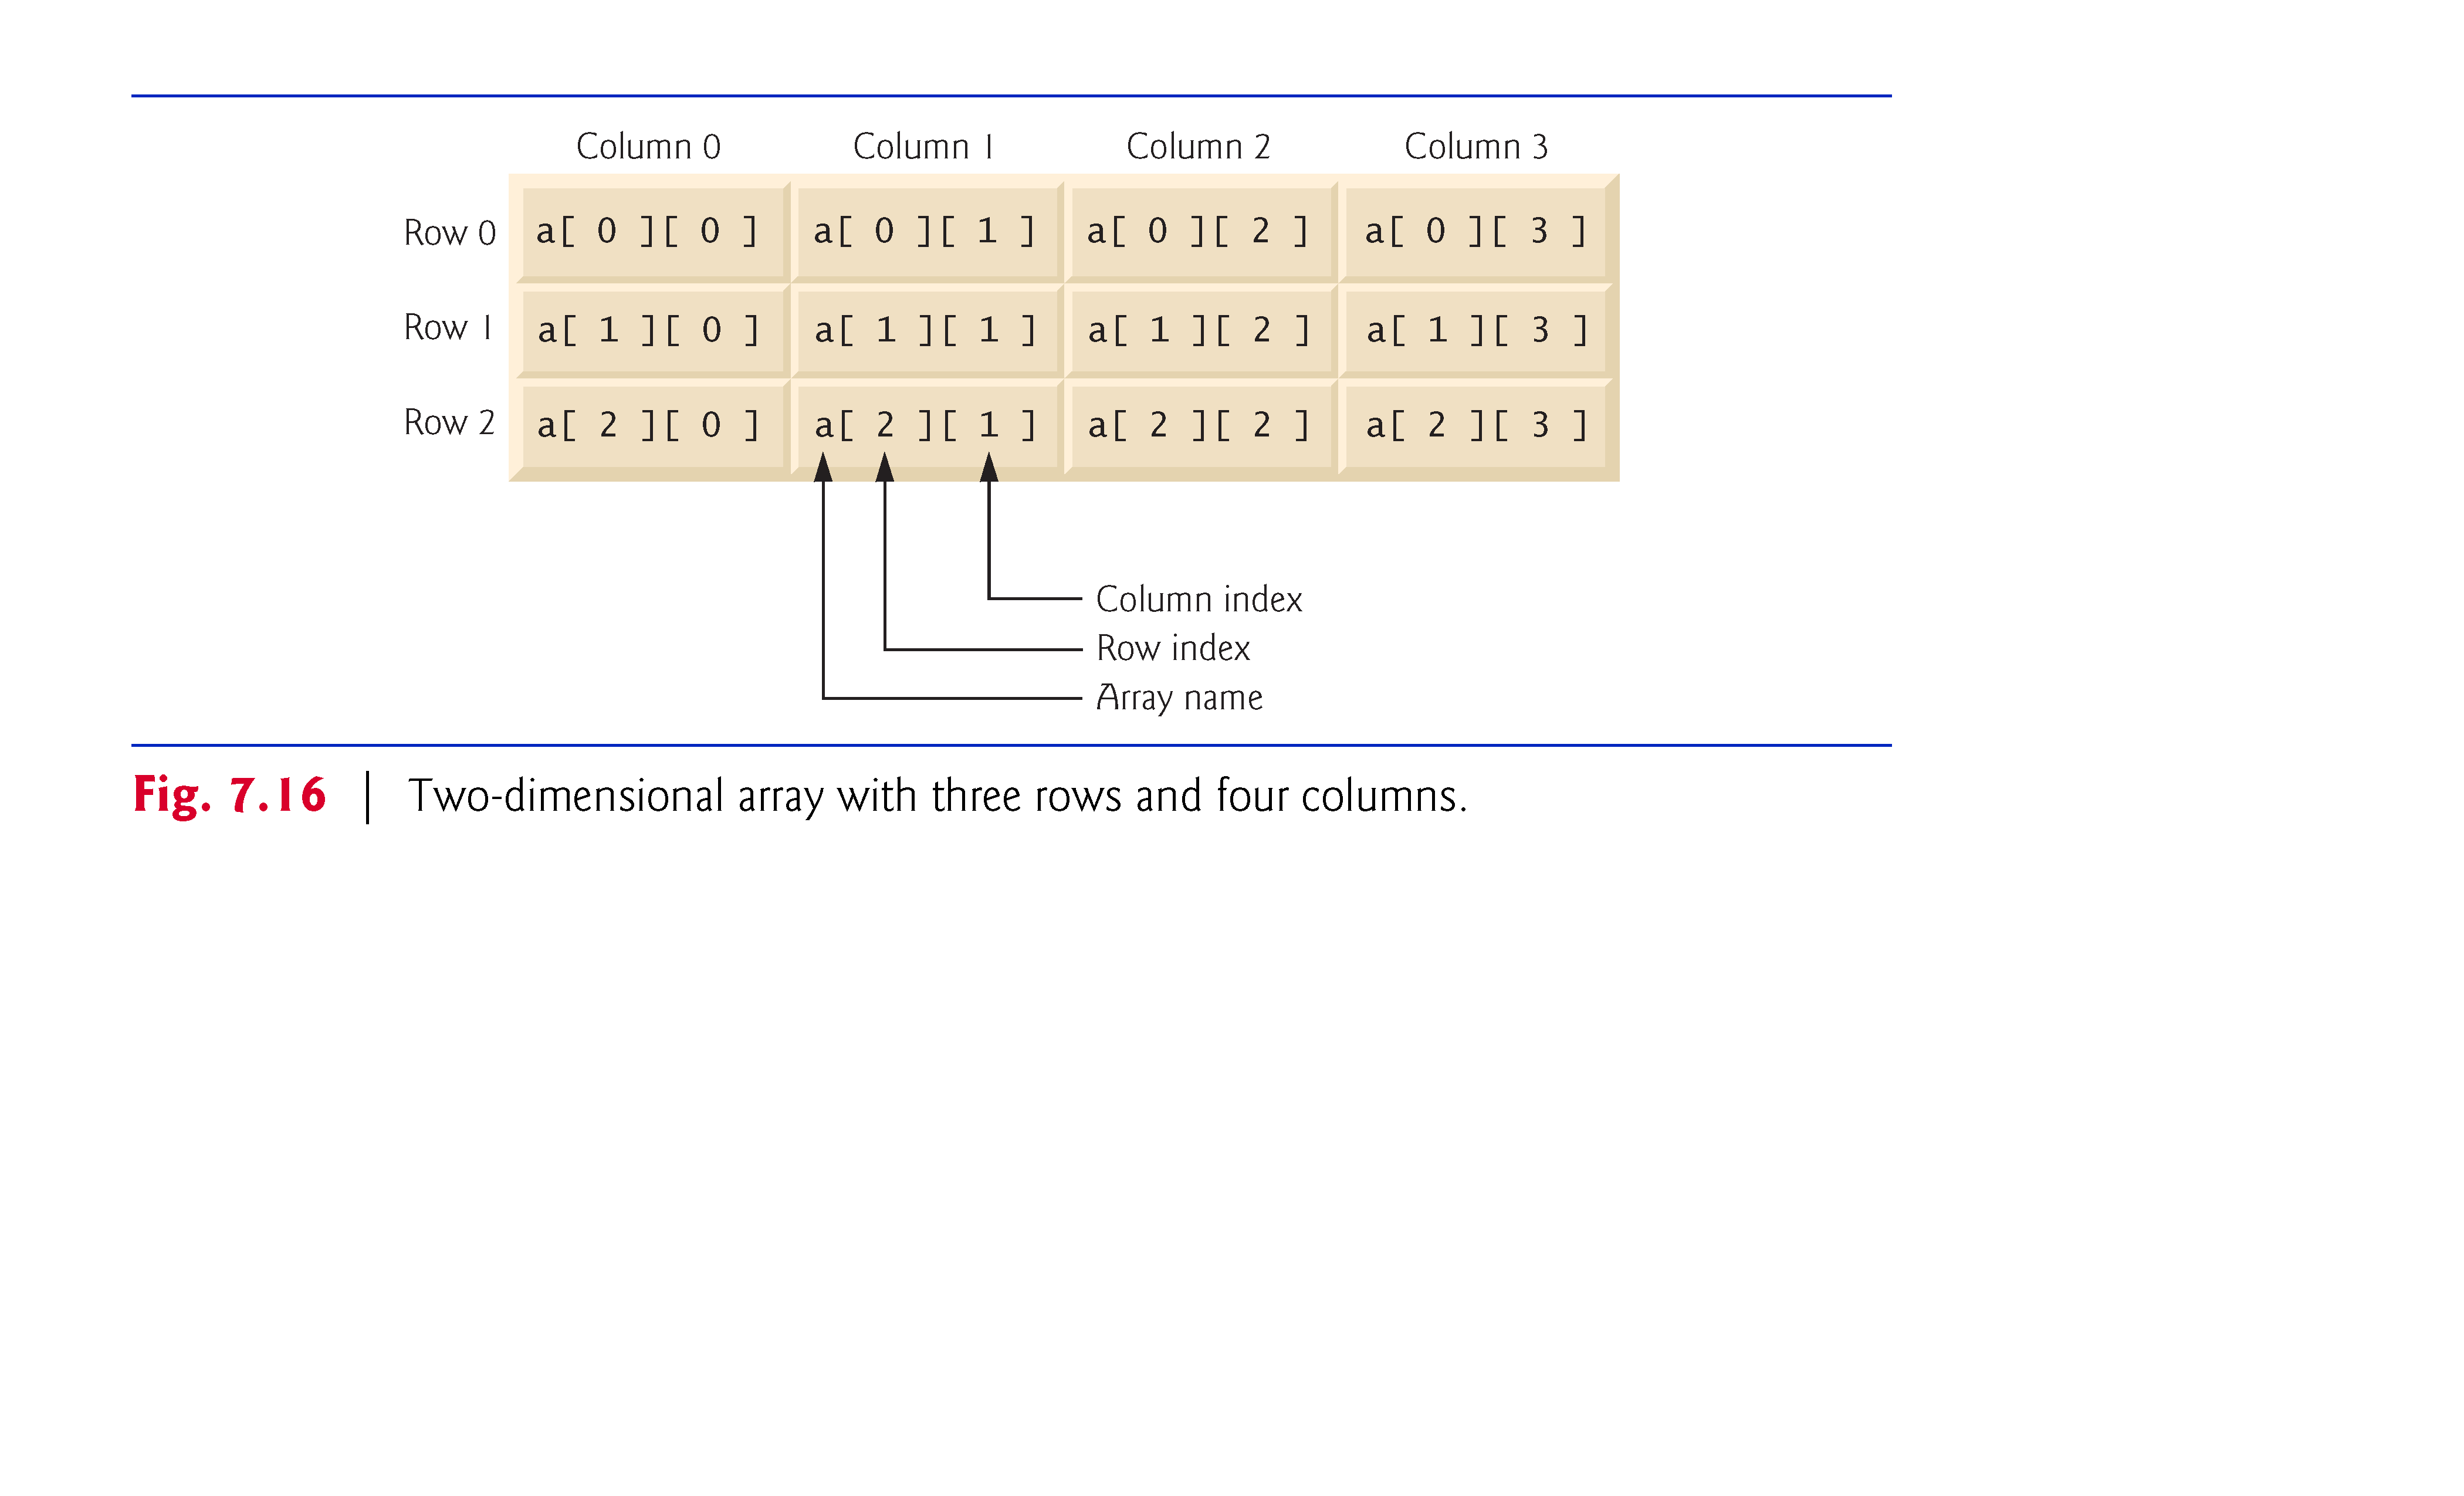 Column 0 Column 1 Column 2 Column 3
Row 0 a[ 0 ][ 0 ] a[ 0 ][ 1 ] a[ 0 ][ 2 ] a[ 0 ][ 3 ]
Row 1 a[ 1 ][ 0 ] a[ 1 ][ 1 ] a[ 1 ][ 2 ] a[ 1 ][ 3 ]
Row 2 a[ 2 ][ 0 ] a[ 2 ][ 1 ] a[ 2 ][ 2 ] a[ 2 ][ 3 ]
Column index
Row index
Array name
Fig. 7.16 | Two-dimensional array with three rows and four columns.